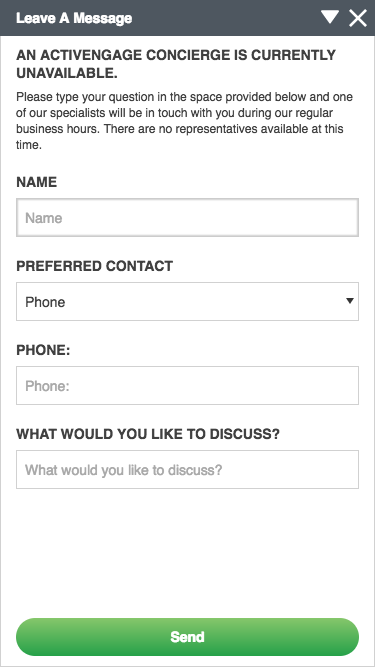 Leave A Message
AN ACTIVENGAGE CONCIERGE IS CURRENTLY
UNAVAILABLE.
Please type your question in the space provided below and one
of our specialists will be in touch with you during our regular
business hours. There are no representatives available at this
time.
NAME
Name
PREFERRED CONTACT
Phone
PHONE:
Phone:
WHAT WOULD YOU LIKE TO DISCUSS?
What would you like to discuss?
Send